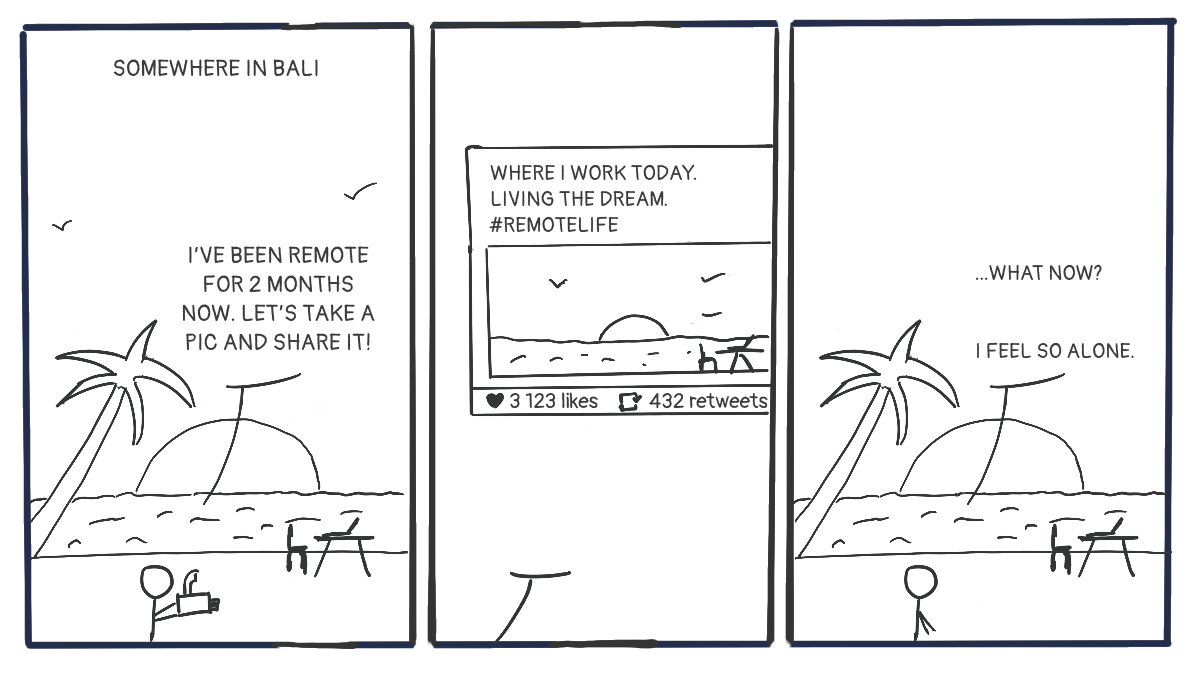 SOMEWHERE IN BALI
I'VE BEEN REMOTE
FOR 2 MONTHS
NOW. LET'S TAKE A
PIC AND SHARE IT!
WHERE I WORK TODAY.
LIVING THE DREAM.
#REMOTELIFE
3 123 likes 432 retweets
...WHAT NOW?
I FEEL SO ALONE.